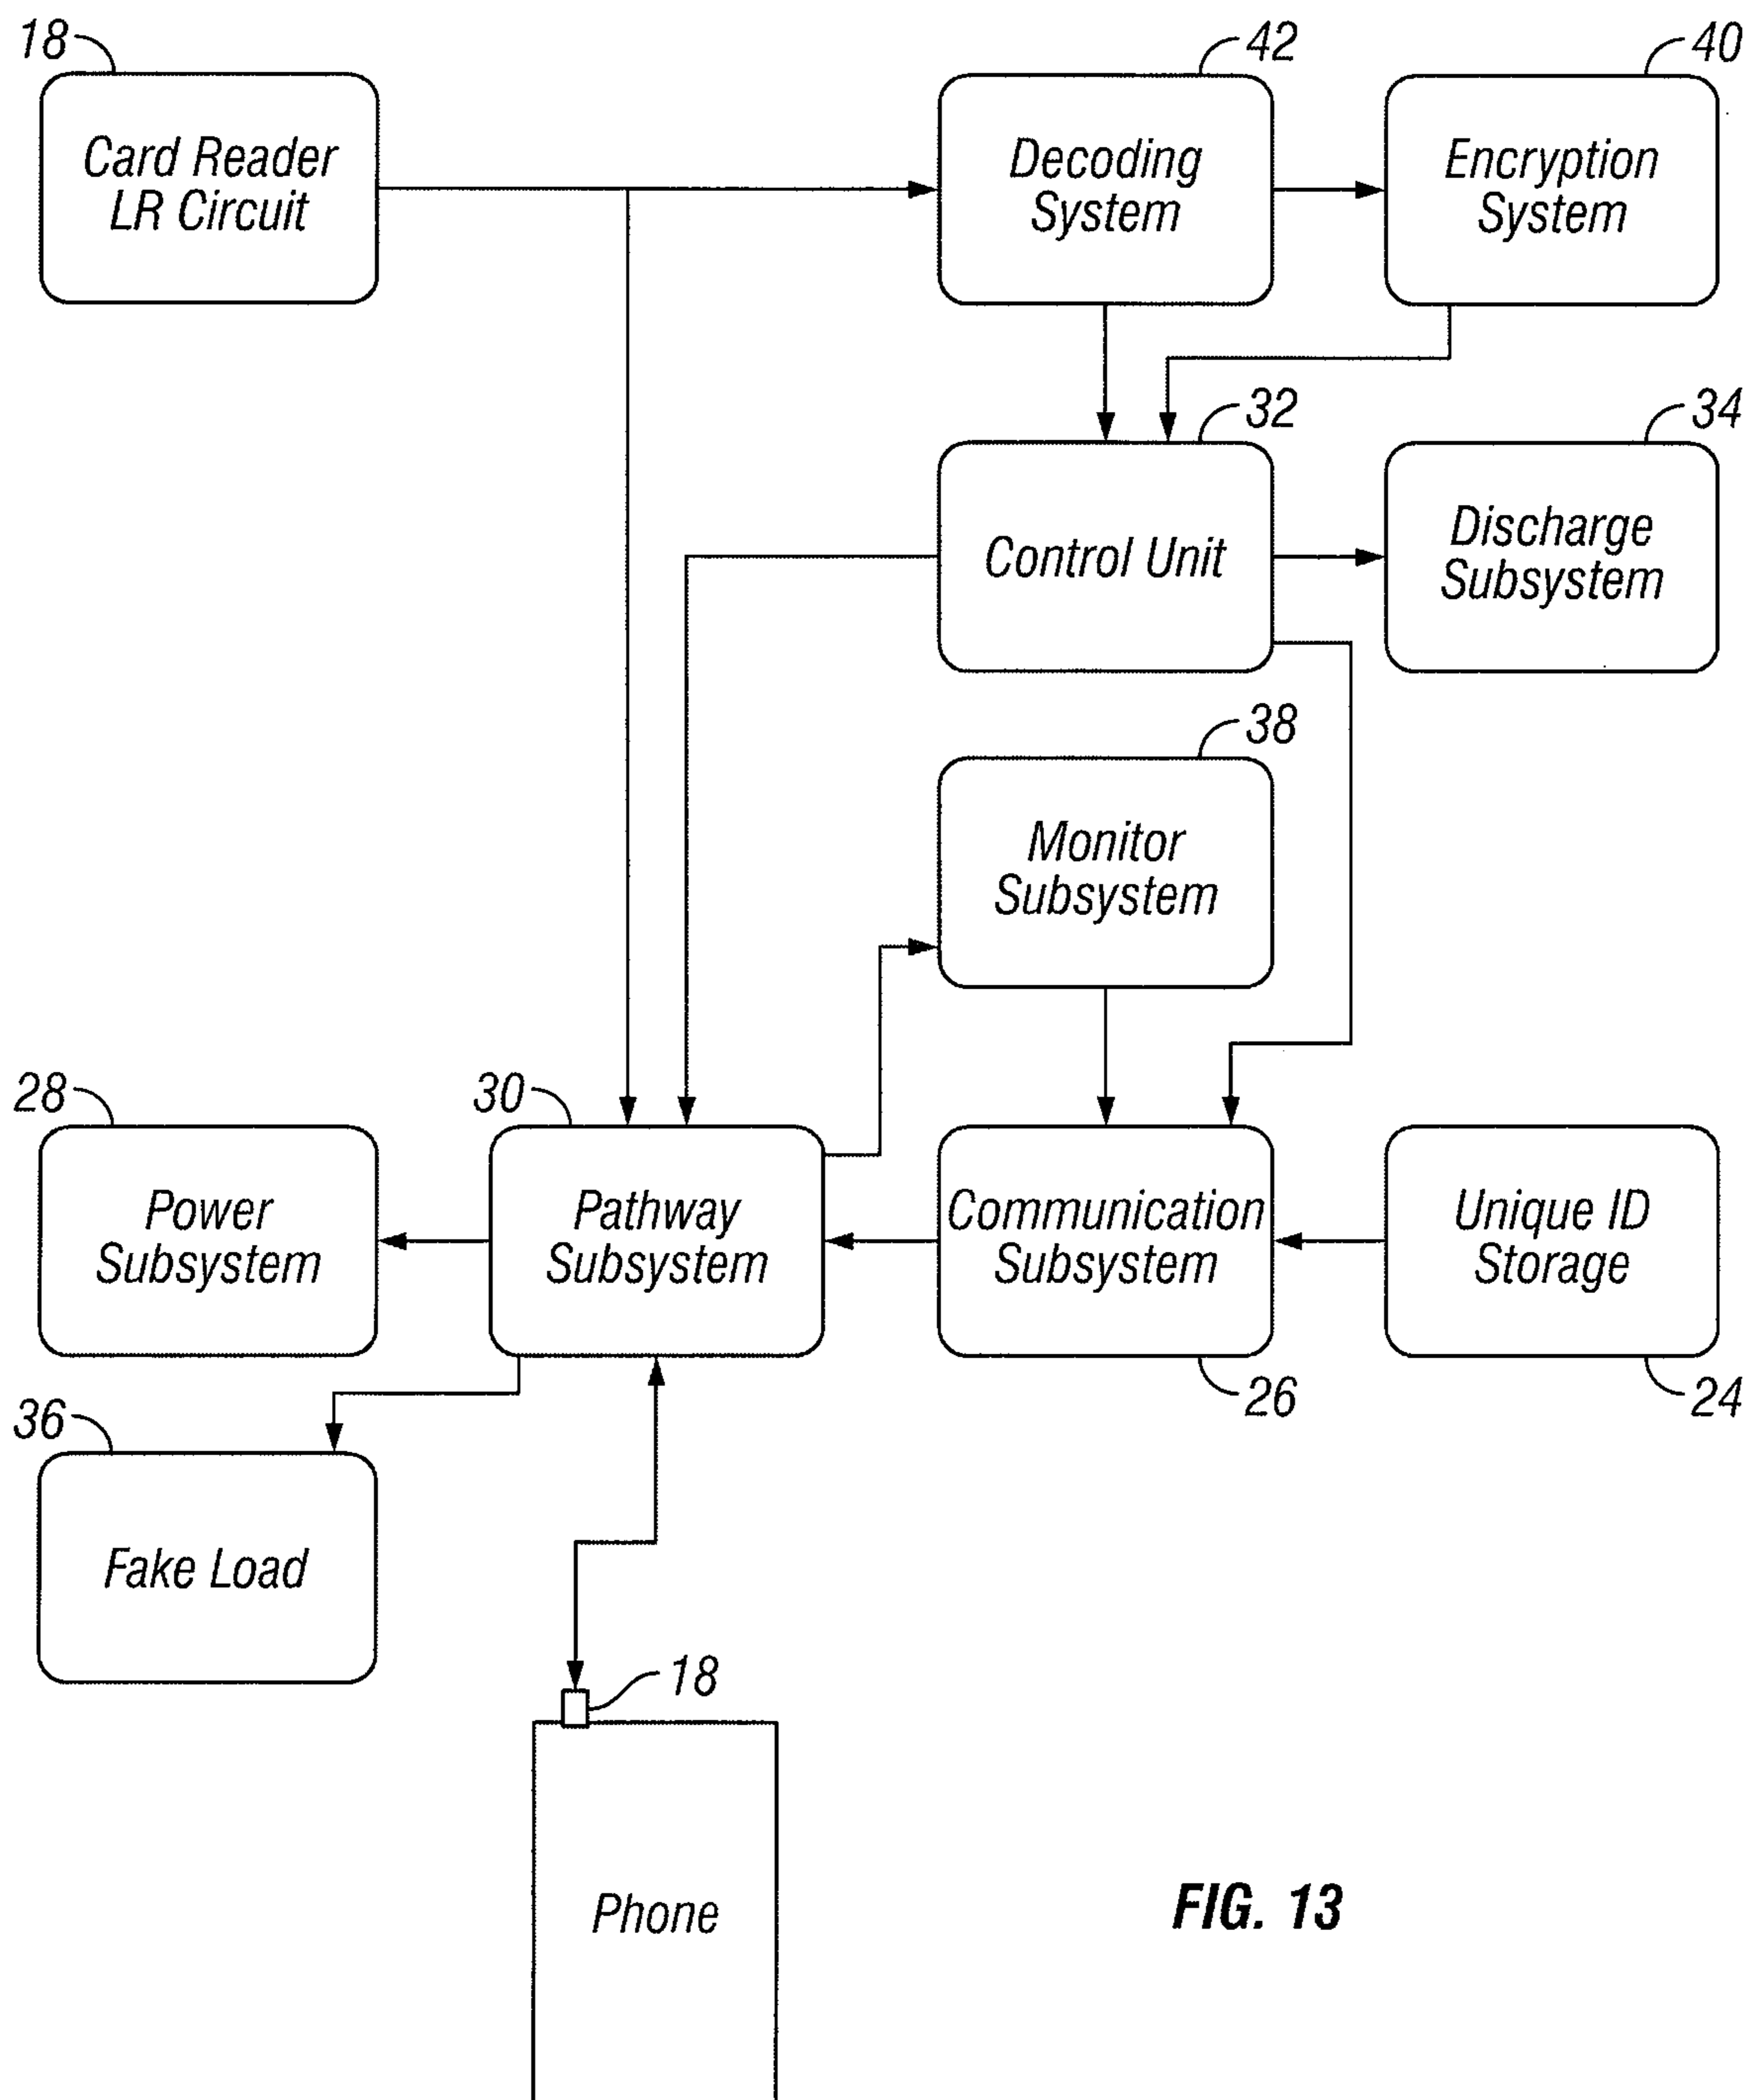 18
42
40
Card Reader
LR Circuit
Decoding
System
Encryption
System
32
34
Control Unit
Discharge
Subsystem
38
Monitor
Subsystem
28
30
Power
Subsystem
Pathway
Subsystem
Communication
Subsystem
Unique ID
Storage
36
26
24
Fake Load
18
Phone
FIG. 13